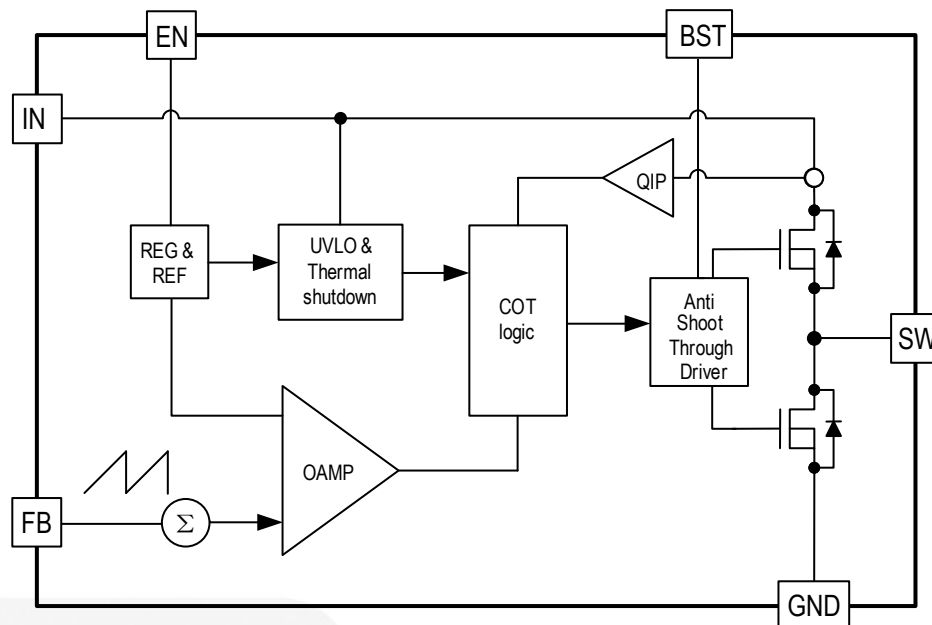 EN
BST
IN
QIP
REG &
REF
UVLO &
Thermal
shutdown
COT
logic
Anti
Shoot
Through
Driver
SW
OAMP
FB
Σ
GND